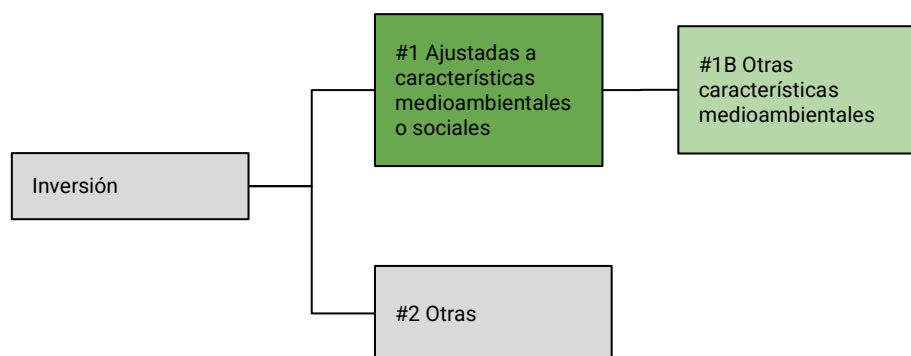 #1 Ajustadas a
características
medioambientales
o sociales
#1B Otras
características
medioambientales
Inversión
#2 Otras